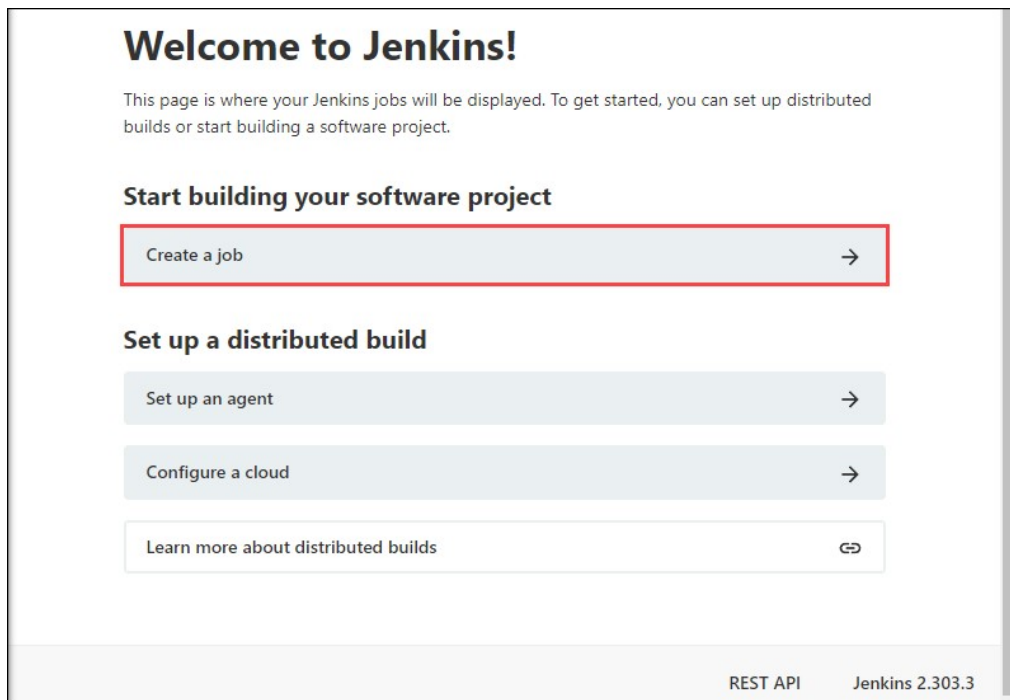 Welcome to Jenkins!
This page is where your Jenkins jobs will be displayed. To get started, you can set up distributed
builds or start building a software project.
Start building your software project
Create a job
Set up a distributed build
Set up an agent
Configure a cloud
Learn more about distributed builds
REST API Jenkins 2.303.3